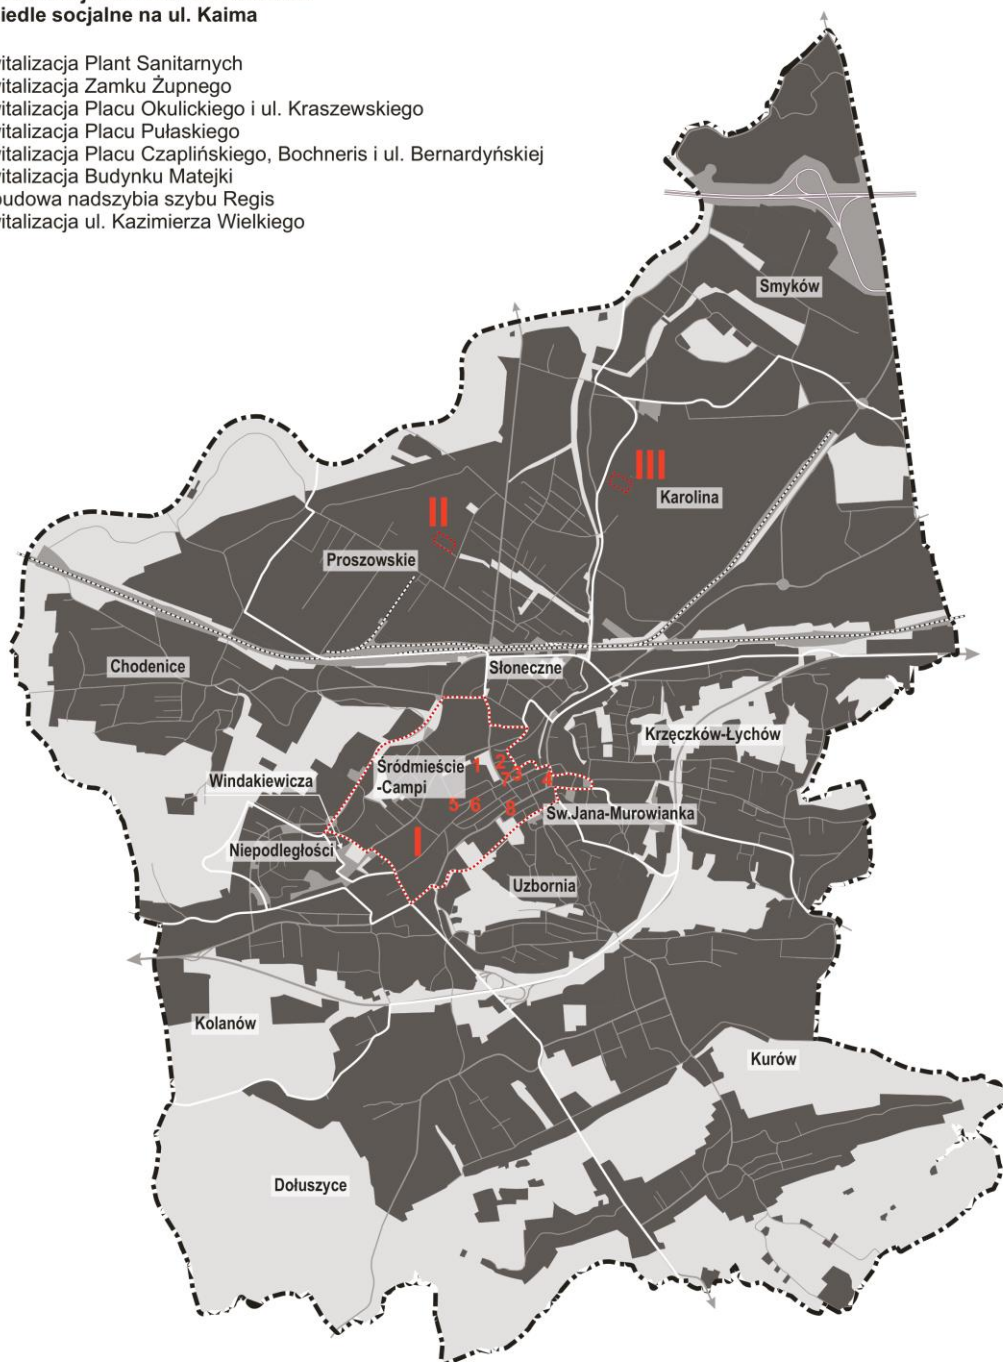 iedle socjalne na ul. Kaima
italizacja Plant Sanitarnych
italizacja Zamku Żupnego
italizacja Placu Okulickiego i ul. Kraszewskiego
italizacja Placu Pułaskiego
italizacja Placu Czaplińskiego, Bochneris i ul. Bernardyńskiej
italizacja Budynku Matejki
budowa nadszybia szybu Regis
italizacja ul. Kazimierza Wielkiego
Smyków
III
Karolina
II
Proszowskie
Chodenice
Słoneczne
Krzęczków-Łychów
Śródmieście
-Campi
1
2
3
7
4
Windakiewicza
5
6
8
Św.Jana-Murowianka
I
Niepodległości
Uzbornia
Kolanów
Kurów
Dołuszyce